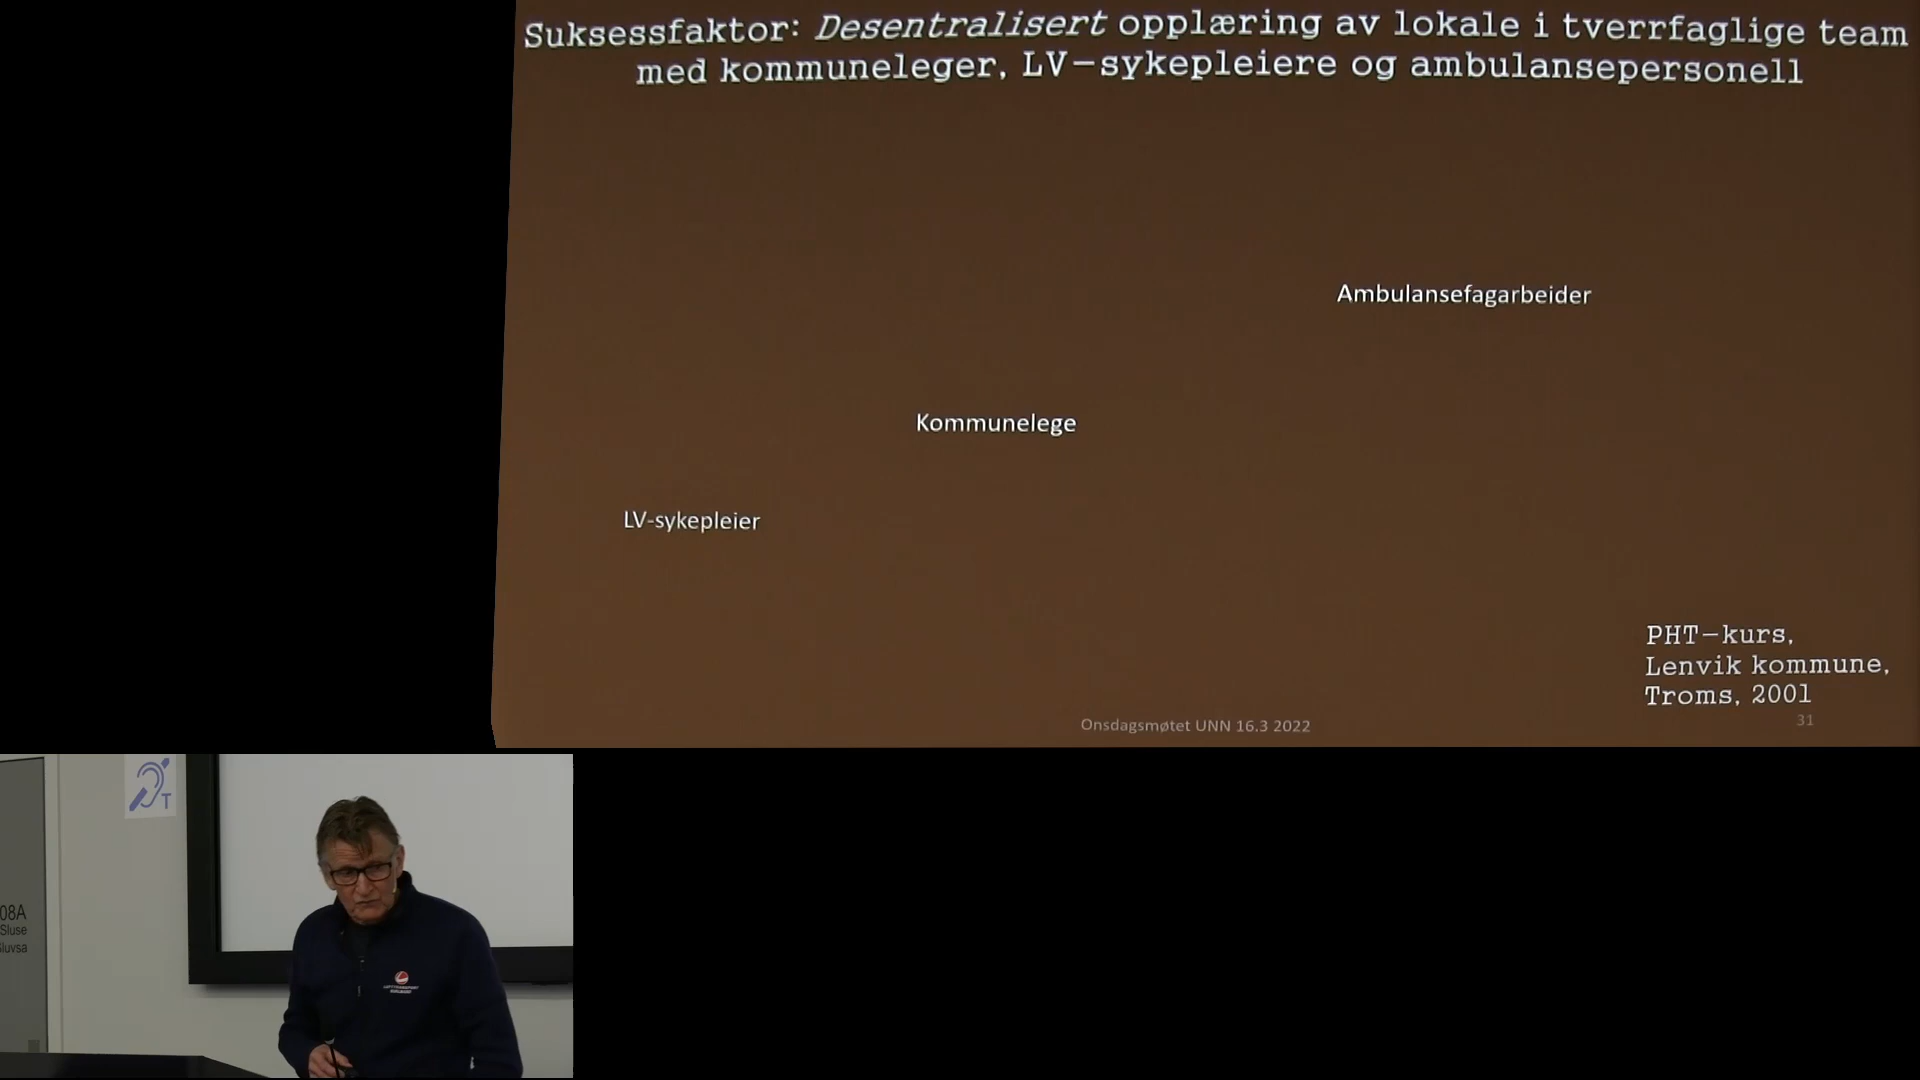 Suksessfaktor: Desentralisert opplæring av lokale i tverrfaglige team
med kommuneleger, LV-sykepleiere og ambulansepersonell
Ambulansefagarbeider
Kommunelege
LV-sykepleier
PHT-kurs,
Lenvik kommune,
Troms, 2001
Onsdagsmøtet UNN 16.3 2022
31
T
08A
Sluse